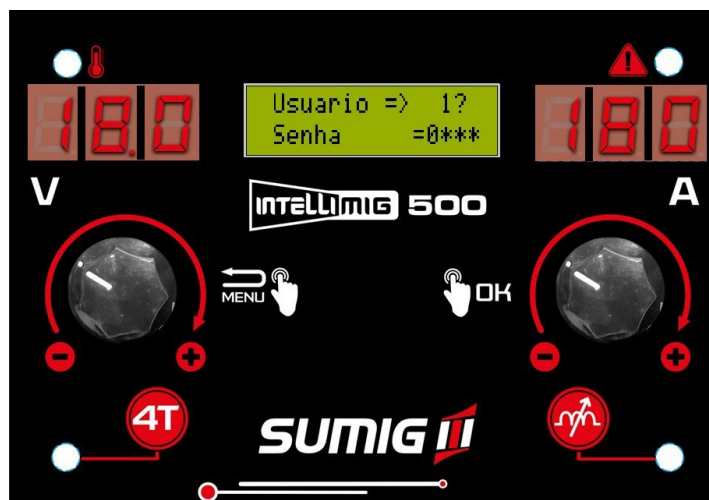 18.0
Usuario => 1?
Senha =0***
180
V
INTELLIMIG 500
A
MENU
OK
4T
SUMIG